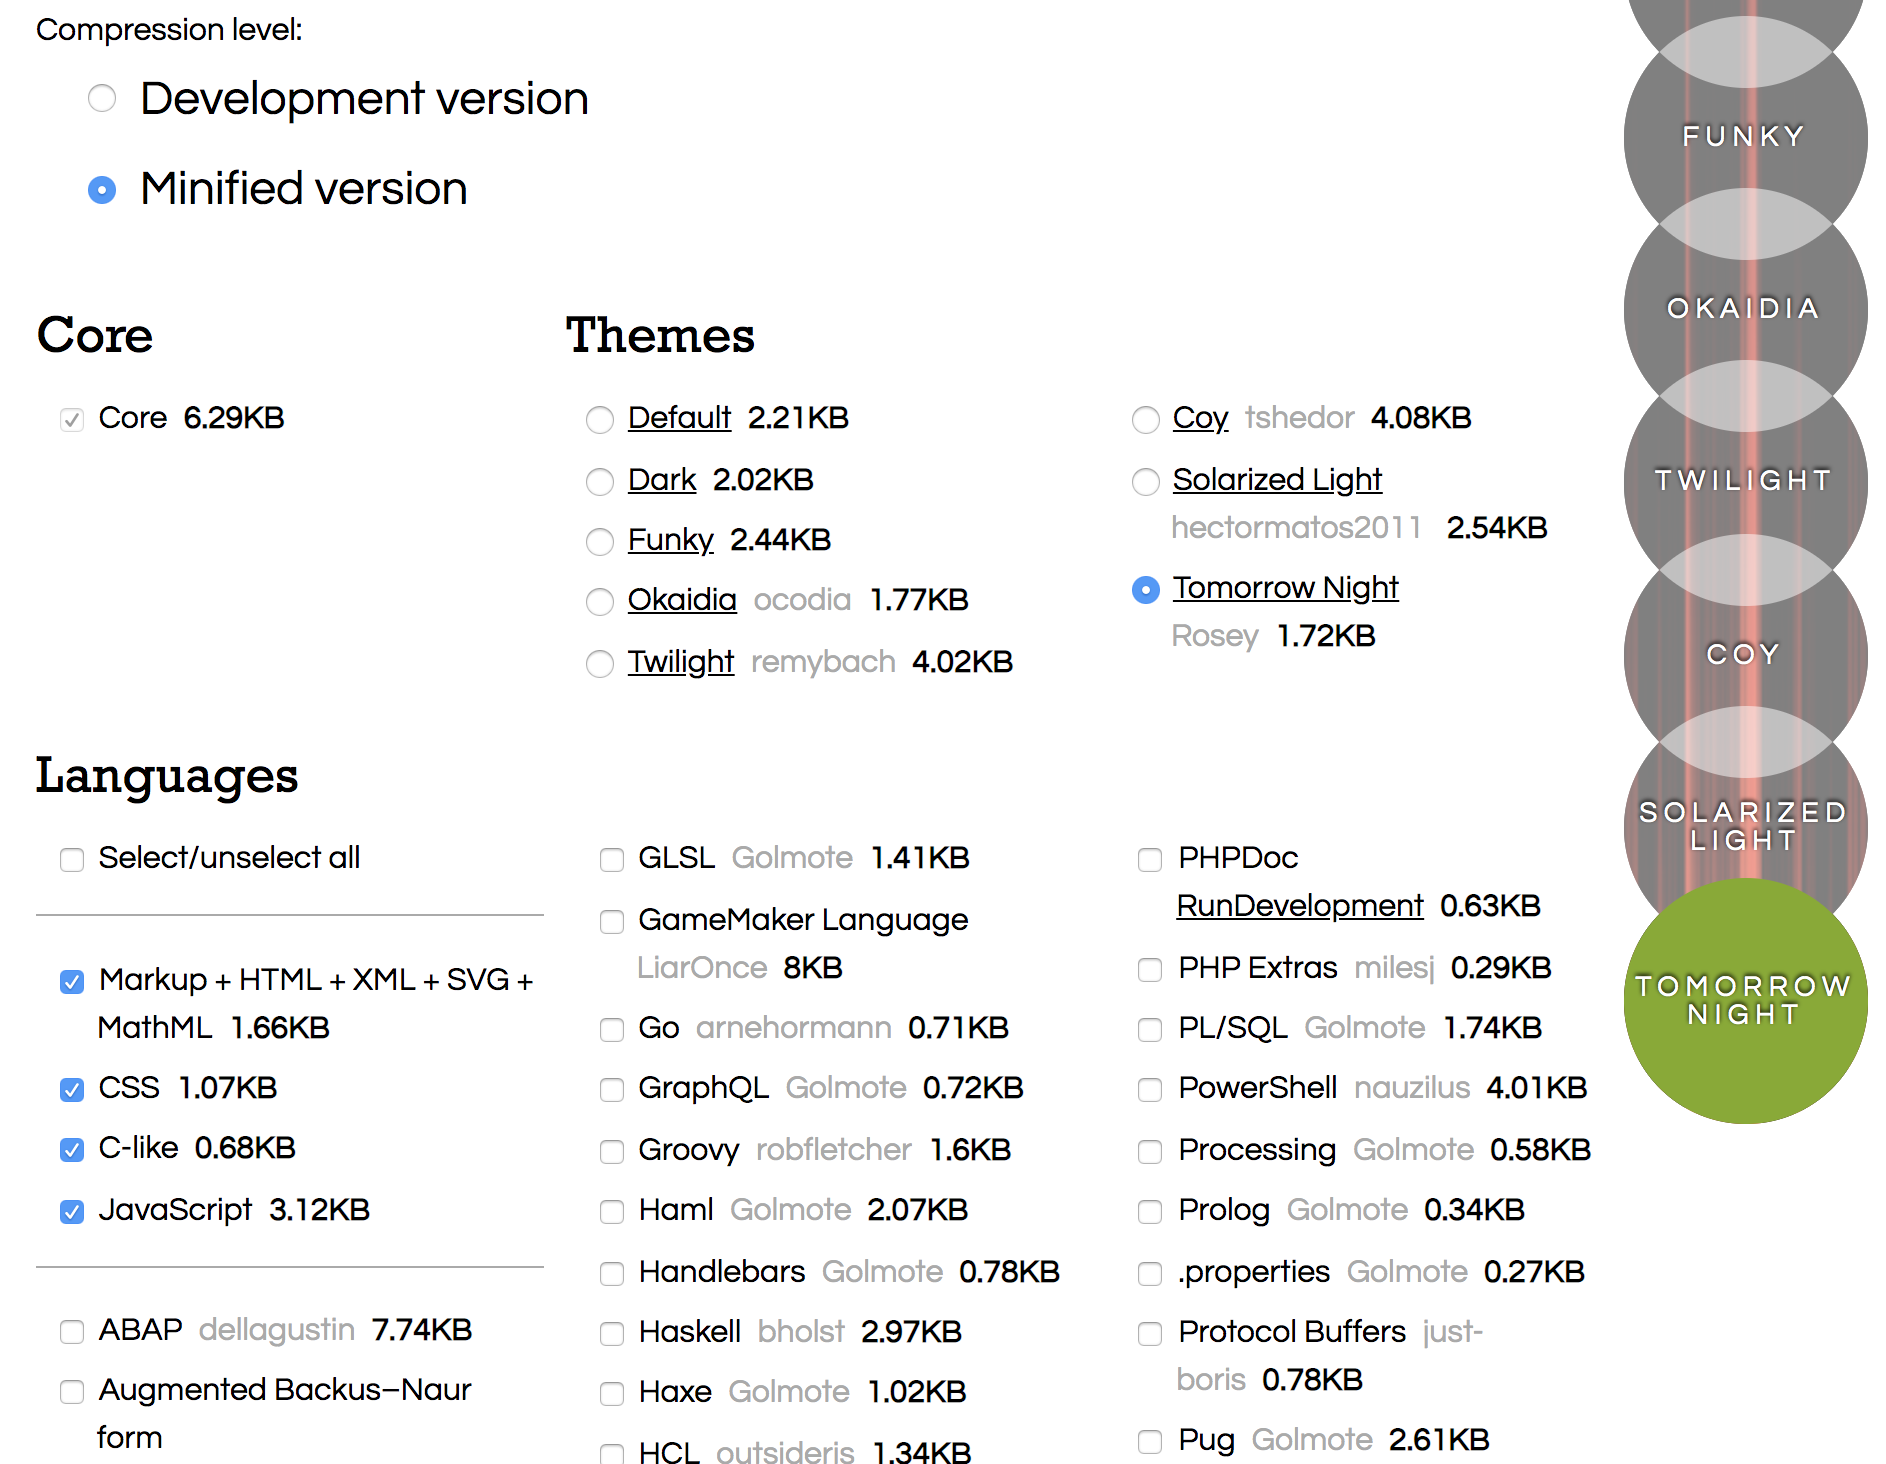 Compression level:
Development version
Minified version
Core
Core 6.29KB
Themes
Default 2.21KB
Dark 2.02KB
Funky 2.44KB
Okaidia ocodia 1.77KB
Twilight remybach 4.02KB
Coy tshedor 4.08KB
Solarized Light
hectormatos2011 2.54KB
Tomorrow Night
Rosey 1.72KB
Languages
Select/unselect all
Markup + HTML + XML + SVG +
MathML 1.66KB
CSS 1.07KB
C-like 0.68KB
JavaScript 3.12KB
ABAP dellagustin 7.74KB
Augmented Backus–Naur
form
GLSL Golmote 1.41KB
GameMaker Language
LiarOnce 8KB
Go arnehormann 0.71KB
GraphQL Golmote 0.72KB
Groovy robfletcher 1.6KB
Haml Golmote 2.07KB
Handlebars Golmote 0.78KB
Haskell bholst 2.97KB
Haxe Golmote 1.02KB
HCL outsideris 1.34KB
PHPDoc
RunDevelopment 0.63KB
PHP Extras milesj 0.29KB
PL/SQL Golmote 1.74KB
PowerShell nauzilus 4.01KB
Processing Golmote 0.58KB
Prolog Golmote 0.34KB
.properties Golmote 0.27KB
Protocol Buffers just-
boris 0.78KB
Pug Golmote 2.61KB
FUNKY
OKAIDIA
TWILIGHT
COY
SOLARIZED
LIGHT
TOMORROW
NIGHT